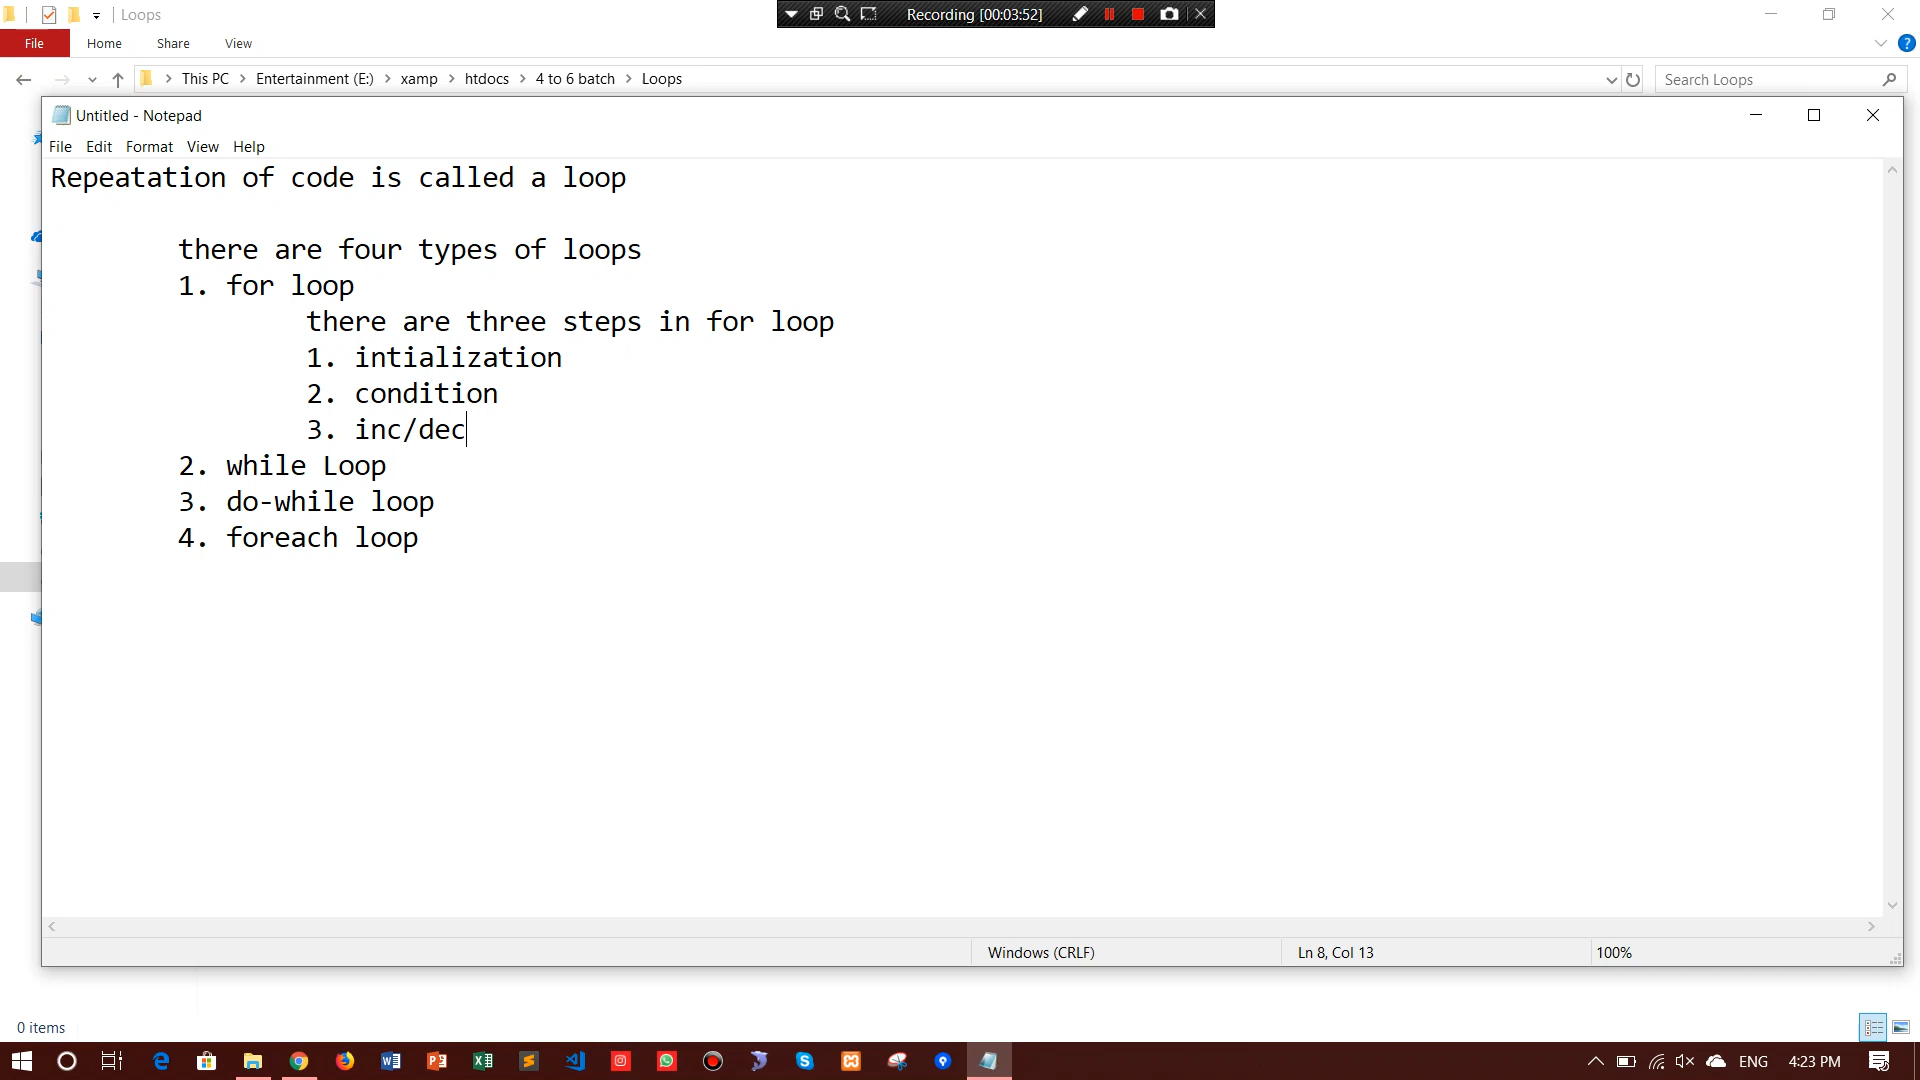 Loops
Recording [00:03:52]
File Home Share View
This PC Entertainment (E:) xamp htdocs 4 to 6 batch Loops
Search Loops
Untitled - Notepad
File Edit Format View Help
Repeatation of code is called a loop
there are four types of loops
1. for loop
there are three steps in for loop
1. intialization
2. condition
3. inc/dec
2. while Loop
3. do-while loop
4. foreach loop
Windows (CRLF) Ln 8, Col 13 100%
0 items
ENG 4:23 PM